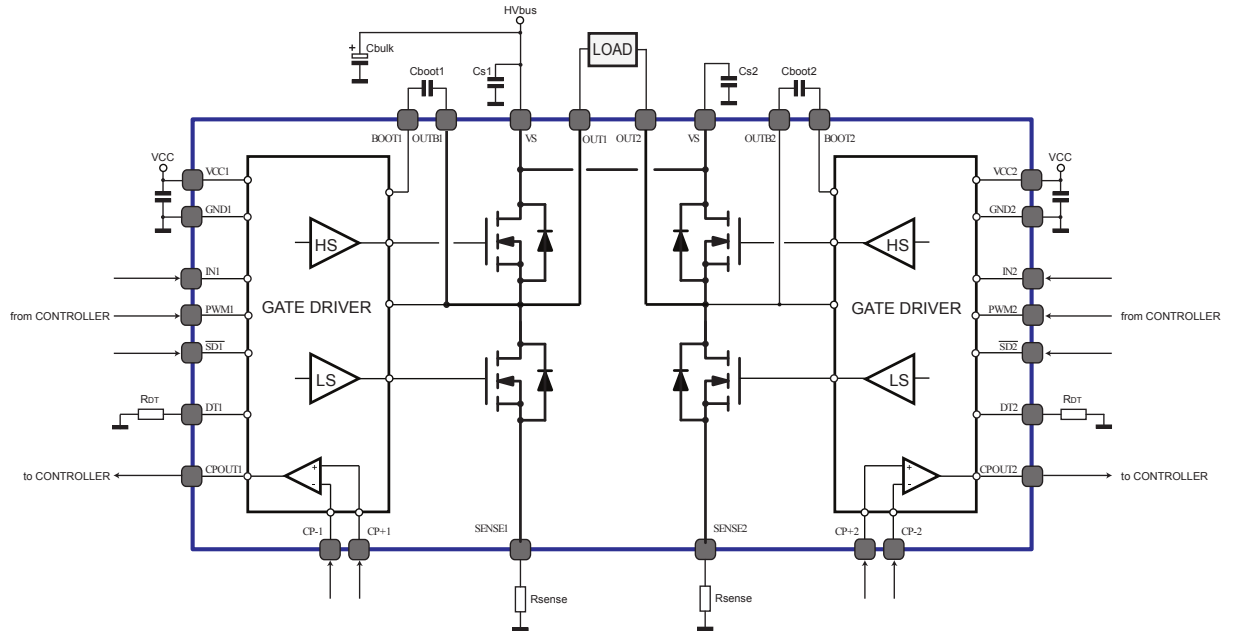 HVbus
+
Cbulk
LOAD
Cboot1
Cs1
Cs2
Cboot2
BOOT1
OUTB1
VS
OUT1
OUT2
VS
OUTB2
BOOT2
VCC
VCC1
VCC2
VCC
GND1
GND2
HS
HS
IN1
IN2
GATE DRIVER
GATE DRIVER
from CONTROLLER
PWM1
PWM2
from CONTROLLER
SD1
SD2
LS
LS
RDT
DT1
DT2
RDT
to CONTROLLER
CPOUT1
+
-
+
-
CPOUT2
to CONTROLLER
CP-1
CP+1
SENSE1
SENSE2
CP+2
CP-2
Rsense
Rsense